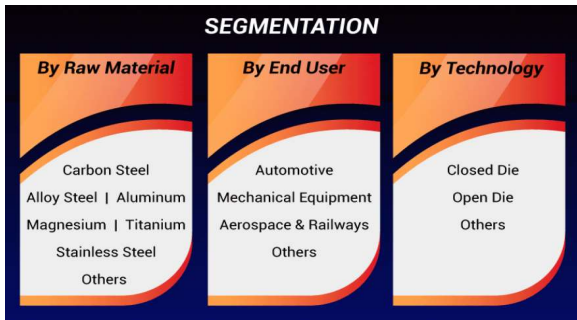 SEGMENTATION
By Raw Material
Carbon Steel
Alloy Steel | Aluminum
Magnesium | Titanium
Stainless Steel
Others
By End User
Automotive
Mechanical Equipment
Aerospace & Railways
Others
By Technology
Closed Die
Open Die
Others